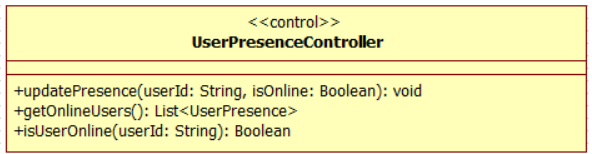 <<control>>
UserPresenceController
+updatePresence(userId: String, isOnline: Boolean): void
+getOnlineUsers(): List<UserPresence>
+isUserOnline(userId: String): Boolean